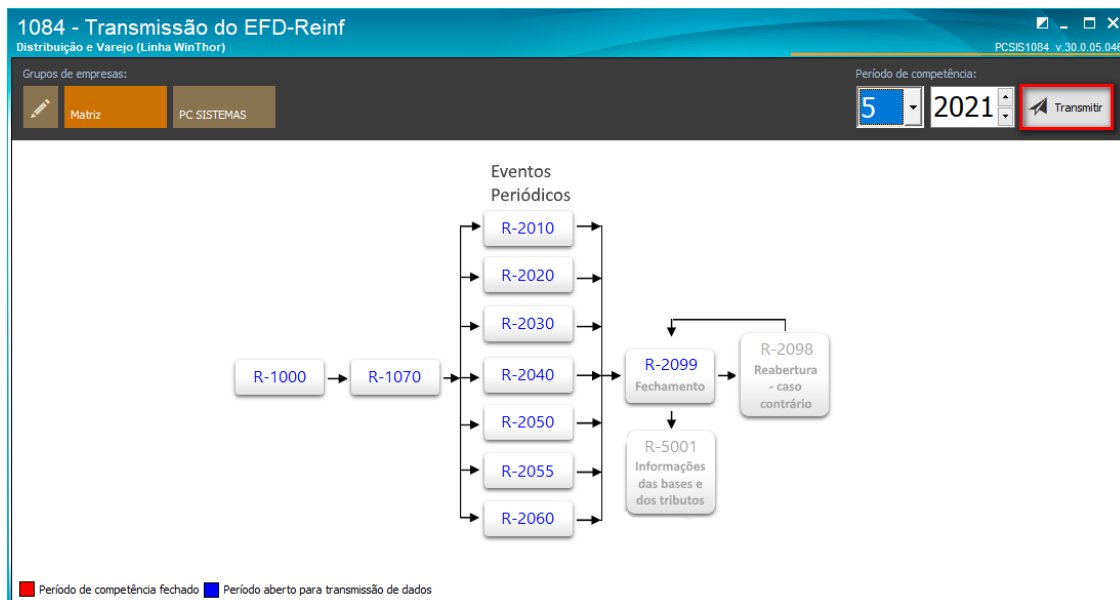 1084 - Transmissão do EFD-Reinf
Distribuição e Varejo (Linha WinThor)
PCSIS1084 v.30.0.05.046
Grupos de empresas:
Período de competência:
Matriz
PC SISTEMAS
5
2021
Transmitir
Eventos
Periódicos
R-2010
R-2020
R-2030
R-1000
R-1070
R-2040
R-2050
R-2055
R-2060
R-2099
Fechamento
R-2098
Reabertura
- caso
contrário
R-5001
Informações
das bases e
dos tributos
Período de competência fechado
Período aberto para transmissão de dados